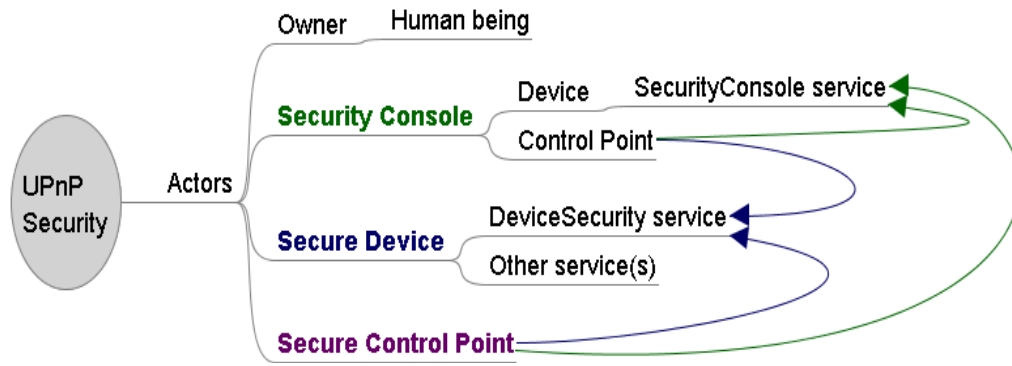 UPnP
Security
Actors
Owner
Human being
Security Console
Device
SecurityConsole service
Control Point
Secure Device
DeviceSecurity service
Other service(s)
Secure Control Point